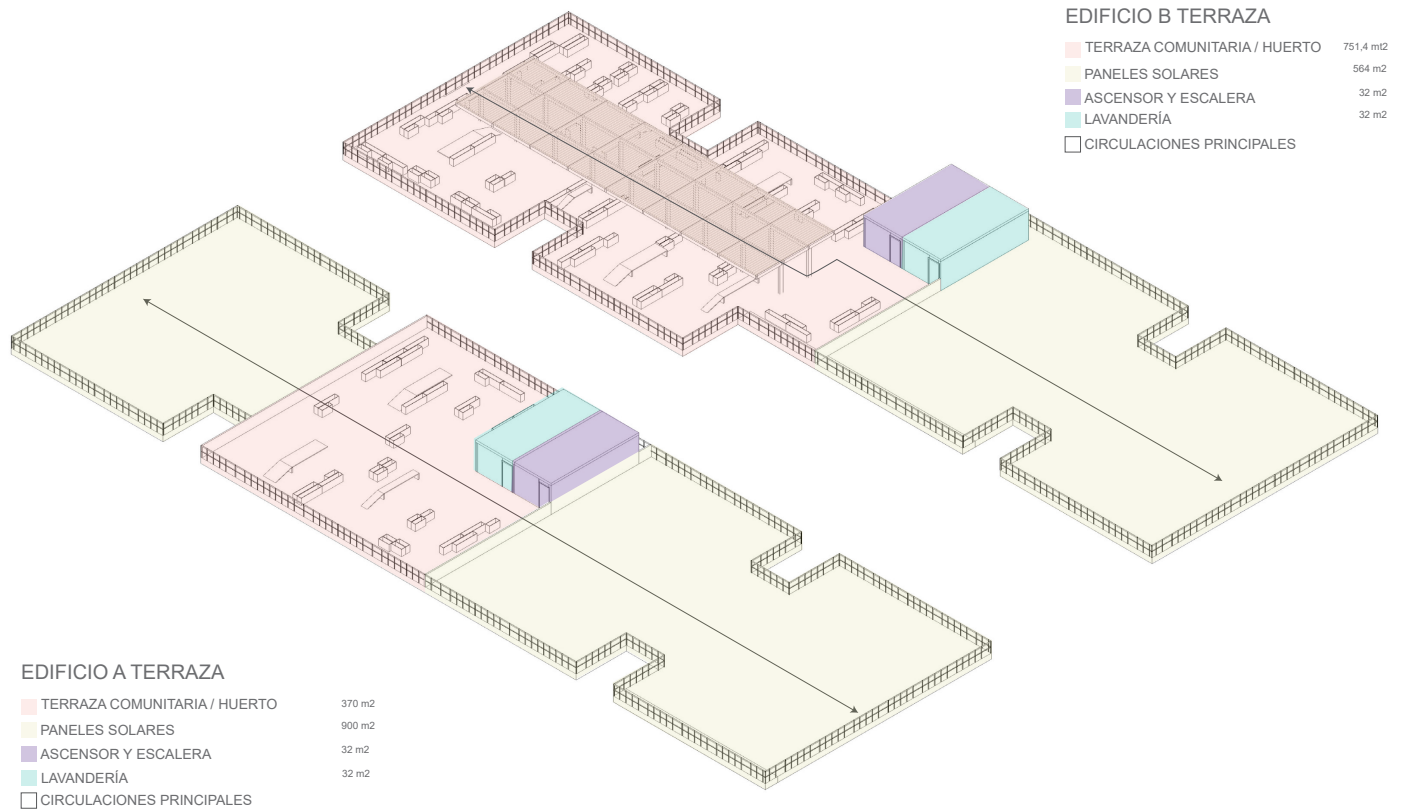 EDIFICIO B TERRAZA
TERRAZA COMUNITARIA / HUERTO 751,4 mt2
PANELES SOLARES 564 m2
ASCENSOR Y ESCALERA 32 m2
LAVANDERÍA 32 m2
CIRCULACIONES PRINCIPALES
EDIFICIO A TERRAZA
TERRAZA COMUNITARIA / HUERTO 370 m2
PANELES SOLARES 900 m2
ASCENSOR Y ESCALERA 32 m2
LAVANDERÍA 32 m2
CIRCULACIONES PRINCIPALES